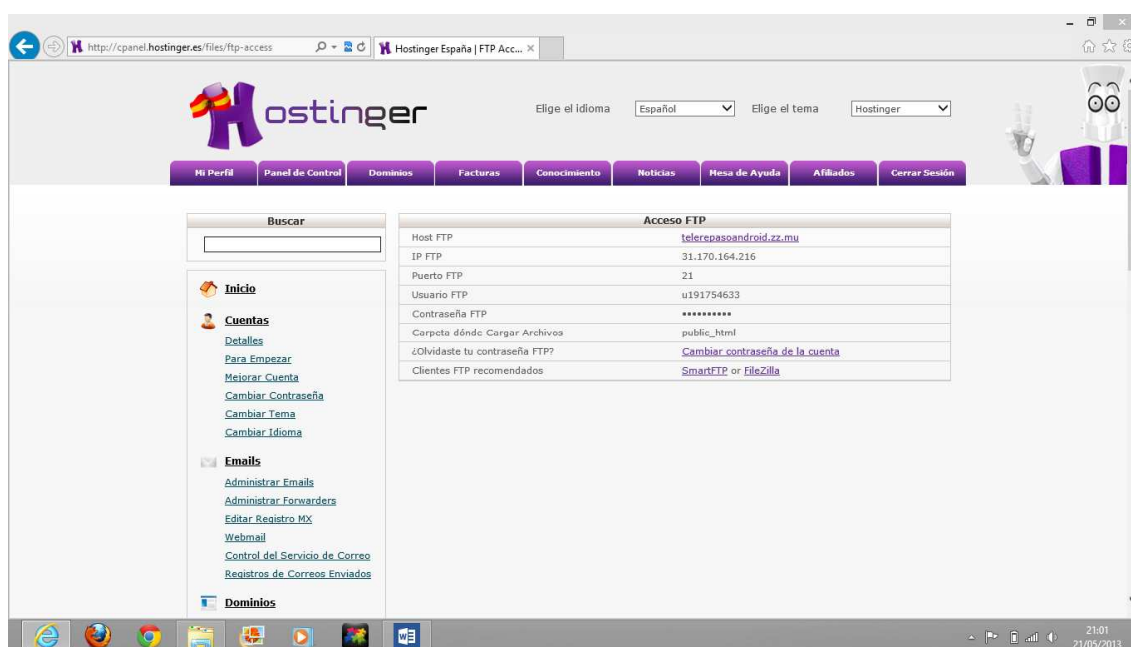 http://cpanel.hostinger.es/files/ftp-access
Hostinger España | FTP Acc...
Hostinger
Elige el idioma Español Elige el tema Hostinger
Mi Perfil Panel de Control Dominios Facturas Conocimiento Noticias Mesa de Ayuda Afiliados Cerrar Sesión
Buscar
Acceso FTP
Host FTP telerepasoandroid.zz.mu
IP FTP 31.170.164.216
Puerto FTP 21
Usuario FTP u191754633
Contraseña FTP ••••••••••
Carpeta dónde Cargar Archivos public_html
¿Olvidaste tu contraseña FTP? Cambiar contraseña de la cuenta
Clientes FTP recomendados SmartFTP or FileZilla
Inicio
Cuentas
Detalles
Para Empezar
Mejorar Cuenta
Cambiar Contraseña
Cambiar Tema
Cambiar Idioma
Emails
Administrar Emails
Administrar Forwarders
Editar Registro MX
Webmail
Control del Servicio de Correo
Registros de Correos Enviados
Dominios
21:01
21/05/2013